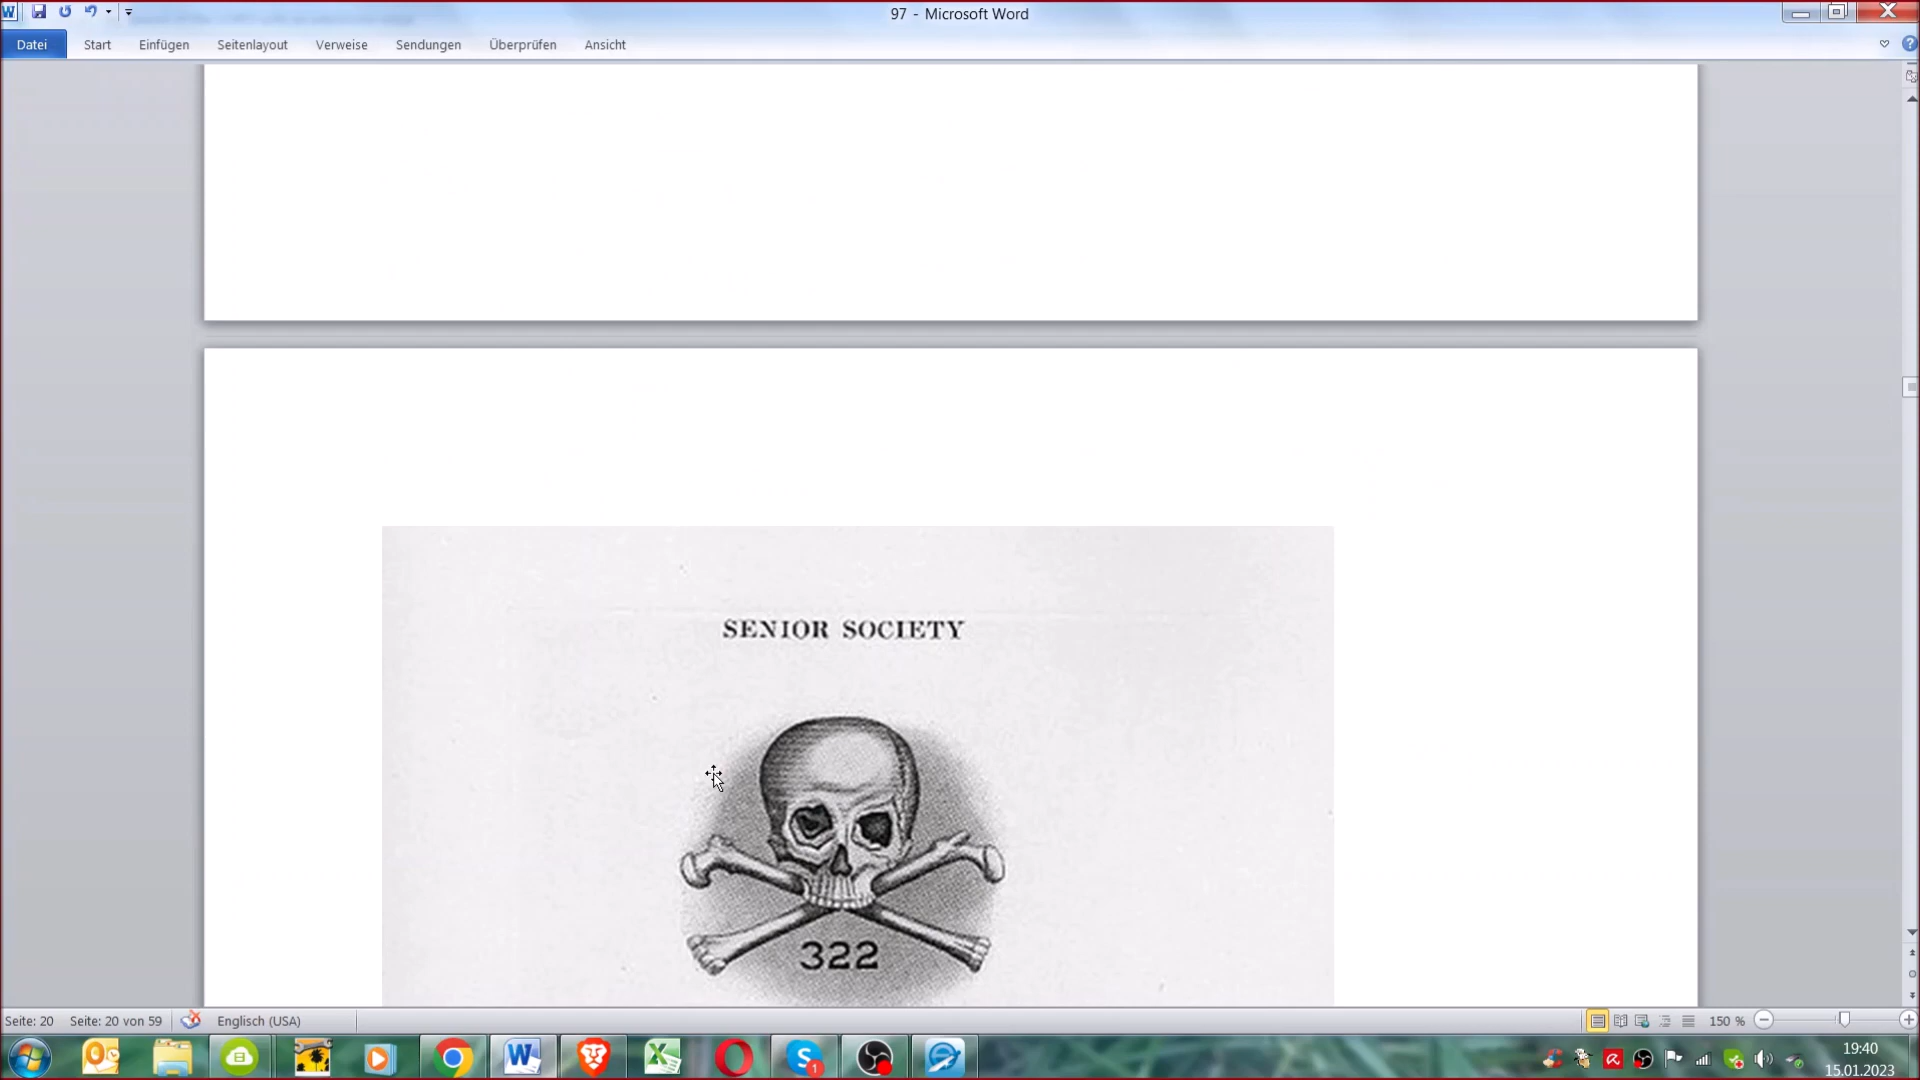 97 - Microsoft Word
Datei Start Einfügen Seitenlayout Verweise Sendungen Überprüfen Ansicht
SENIOR SOCIETY
322
Seite: 20 Seite: 20 von 59 Englisch (USA) 150 %
19:40
15.01.2023